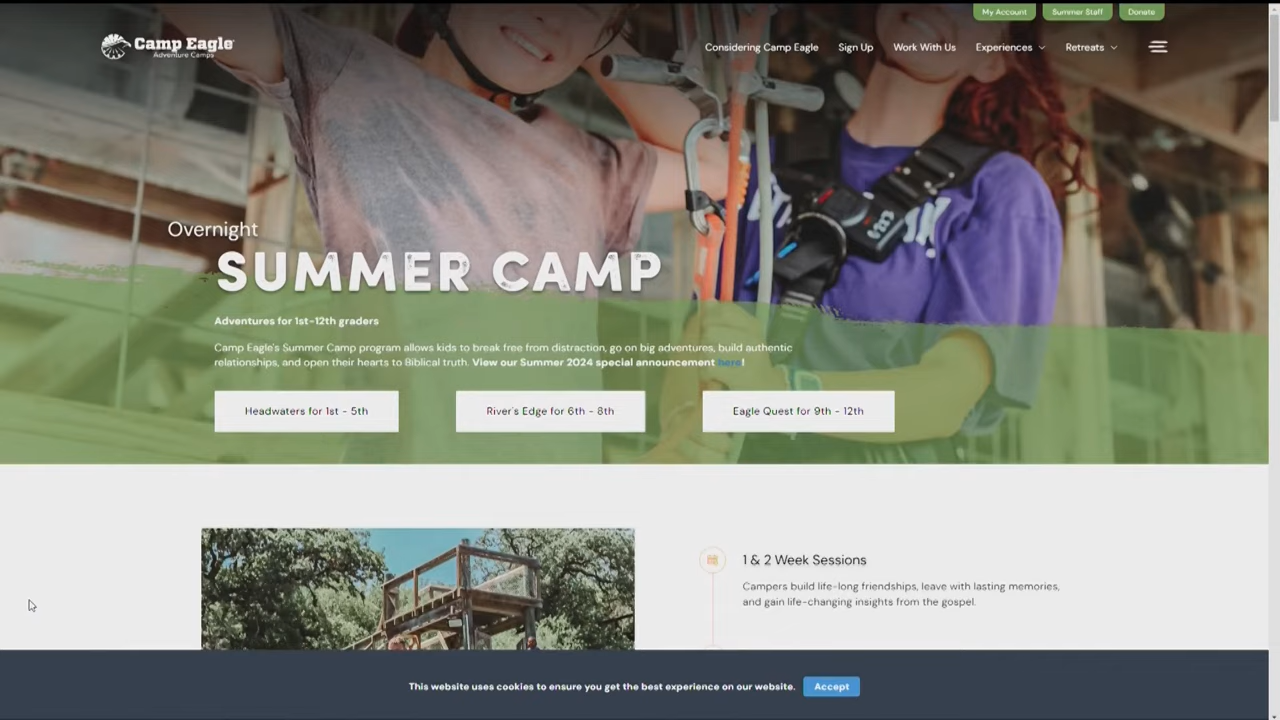 My Account
Summer Staff
Donate
Camp Eagle
Adventure Camps
Considering Camp Eagle
Sign Up
Work With Us
Experiences
Retreats
Overnight
SUMMER CAMP
Adventures for 1st-12th graders
Camp Eagle's Summer Camp program allows kids to break free from distraction, go on big adventures, build authentic
relationships, and open their hearts to Biblical truth. View our Summer 2024 special announcement here!
Headwaters for 1st - 5th
River's Edge for 6th - 8th
Eagle Quest for 9th - 12th
1 & 2 Week Sessions
Campers build life-long friendships, leave with lasting memories,
and gain life-changing insights from the gospel.
This website uses cookies to ensure you get the best experience on our website.
Accept